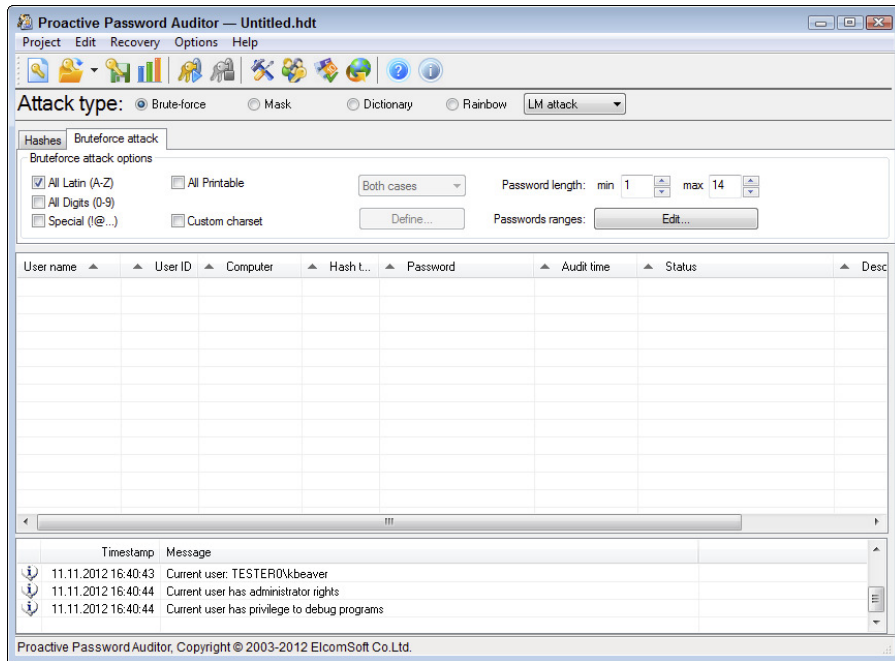 Proactive Password Auditor — Untitled.hdt
Project Edit Recovery Options Help
Attack type: Brute-force Mask Dictionary Rainbow LM attack
Hashes Bruteforce attack
Bruteforce attack options
All Latin (A-Z) All Printable Both cases Password length: min 1 max 14
All Digits (0-9)
Special (!@...) Custom charset Define... Passwords ranges: Edit...
User name User ID Computer Hash t... Password Audit time Status Desc
Timestamp Message
11.11.2012 16:40:43 Current user: TESTER0\kbeaver
11.11.2012 16:40:44 Current user has administrator rights
11.11.2012 16:40:44 Current user has privilege to debug programs
Proactive Password Auditor, Copyright © 2003-2012 ElcomSoft Co.Ltd.